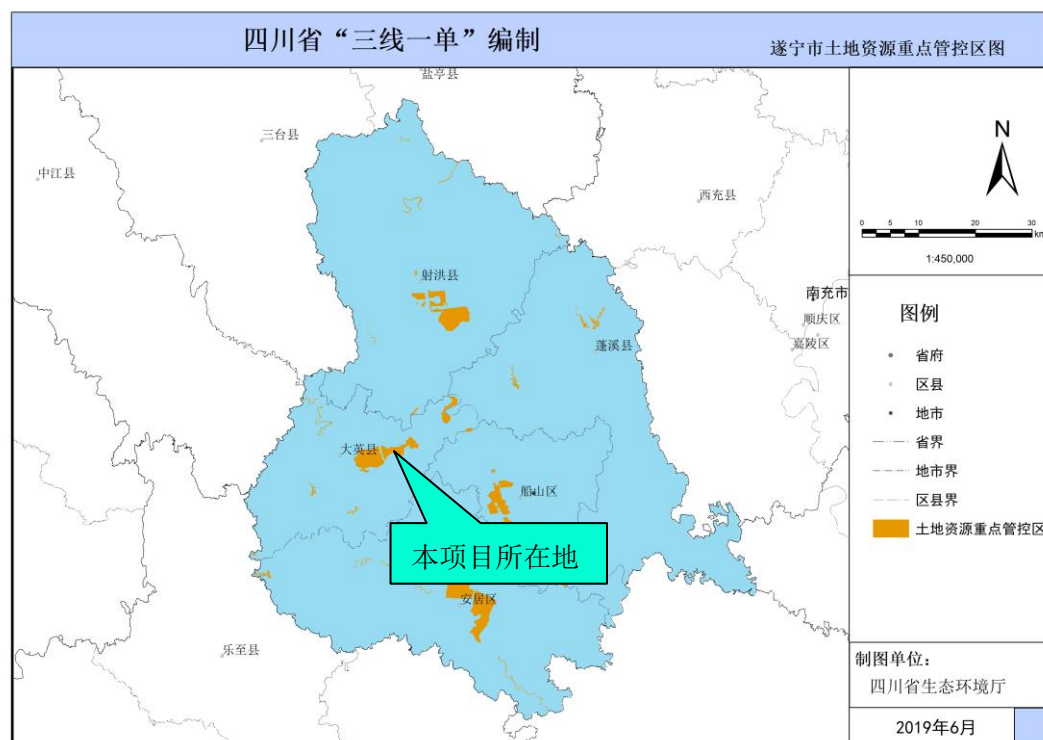 四川省“三线一单”编制
遂宁市土地资源重点管控区图
盐亭县
三台县
中江县
西充县
N
0 5 10 20 30
km
1:450,000
射洪县
南充市
顺庆区
嘉陵区
蓬溪县
大英县
船山区
本项目所在地
安居区
乐至县
图例
省府
区县
地市
省界
地市界
区县界
土地资源重点管控区
制图单位：
四川省生态环境厅
2019年6月